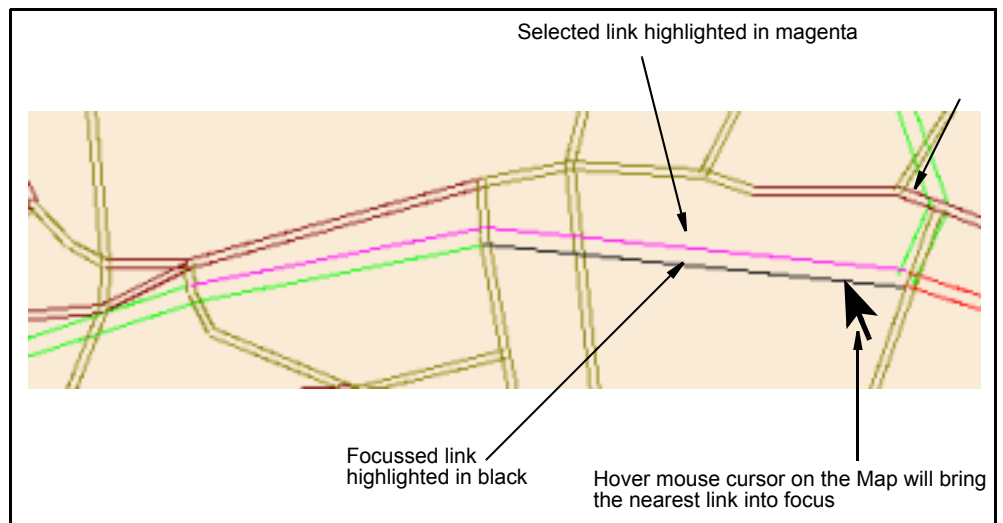 Selected link highlighted in magenta
Focussed link
highlighted in black
Hover mouse cursor on the Map will bring
the nearest link into focus